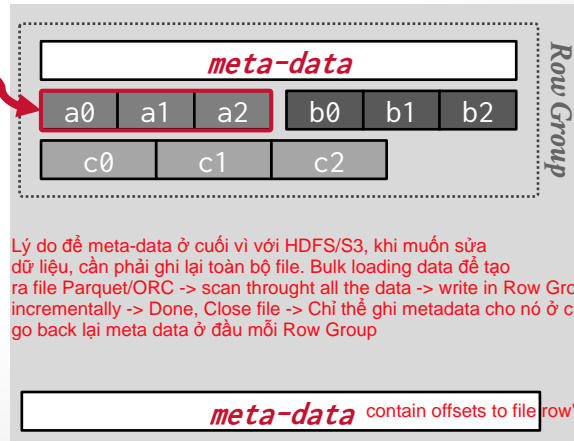 meta-data
a0 a1 a2 b0 b1 b2
c0 c1 c2
Row Group
Lý do để meta-data ở cuối vì với HDFS/S3, khi muốn sửa
dữ liệu, cần phải ghi lại toàn bộ file. Bulk loading data để tạo
ra file Parquet/ORC -> scan throught all the data -> write in Row Gro
incrementally -> Done, Close file -> Chỉ thể ghi metadata cho nó ở c
go back lại meta data ở đầu mỗi Row Group
meta-data contain offsets to file row'